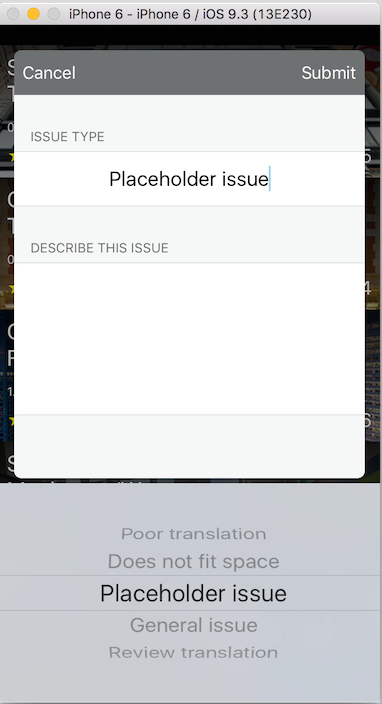 iPhone 6 - iPhone 6 / iOS 9.3 (13E230)
Cancel
Submit
ISSUE TYPE
Placeholder issue
DESCRIBE THIS ISSUE
Poor translation
Does not fit space
Placeholder issue
General issue
Review translation